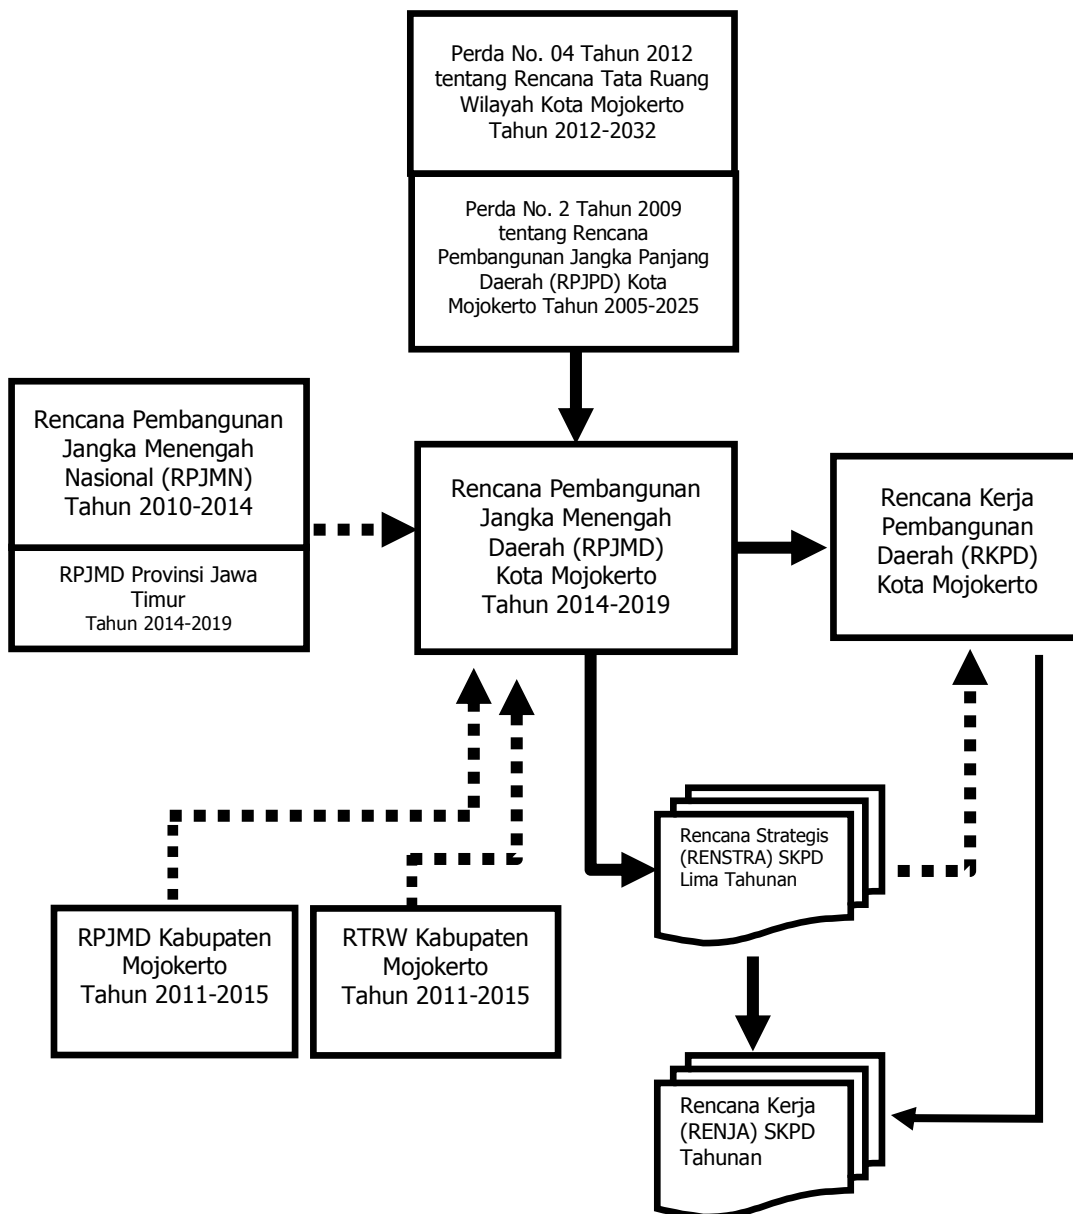 Perda No. 04 Tahun 2012
tentang Rencana Tata Ruang
Wilayah Kota Mojokerto
Tahun 2012-2032
Perda No. 2 Tahun 2009
tentang Rencana
Pembangunan Jangka Panjang
Daerah (RPJPD) Kota
Mojokerto Tahun 2005-2025
Rencana Pembangunan
Jangka Menengah
Nasional (RPJMN)
Tahun 2010-2014
RPJMD Provinsi Jawa
Timur
Tahun 2014-2019
Rencana Pembangunan
Jangka Menengah
Daerah (RPJMD)
Kota Mojokerto
Tahun 2014-2019
Rencana Kerja
Pembangunan
Daerah (RKPD)
Kota Mojokerto
Rencana Strategis
(RENSTRA) SKPD
Lima Tahunan
RPJMD Kabupaten
Mojokerto
Tahun 2011-2015
RTRW Kabupaten
Mojokerto
Tahun 2011-2015
Rencana Kerja
(RENJA) SKPD
Tahunan